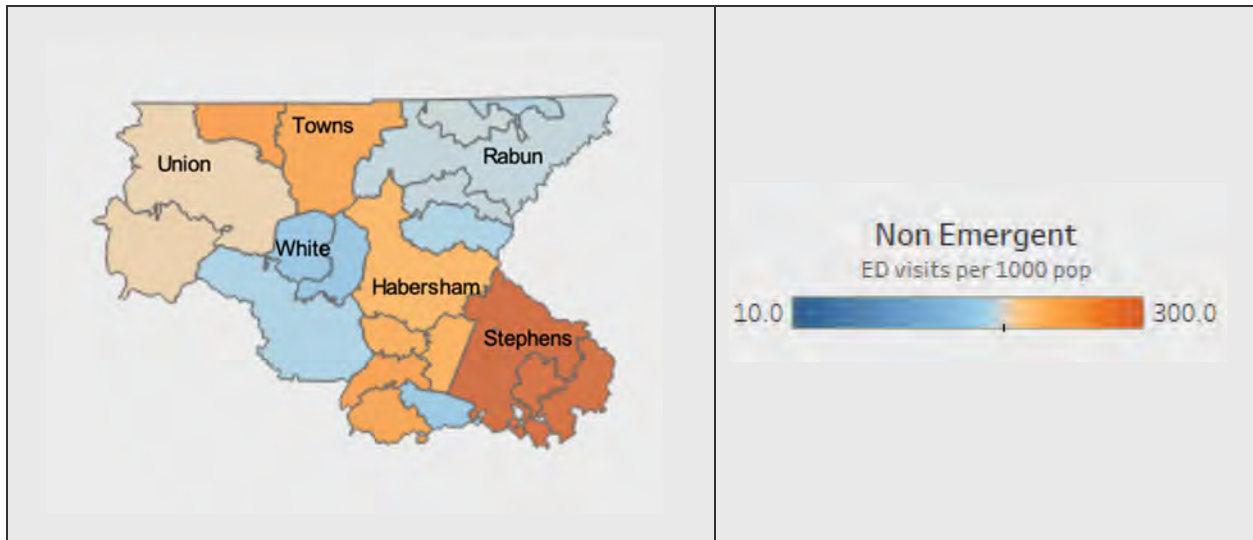 Towns
Union
Rabun
White
Habersham
Stephens
Non Emergent
ED visits per 1000 pop
10.0 300.0